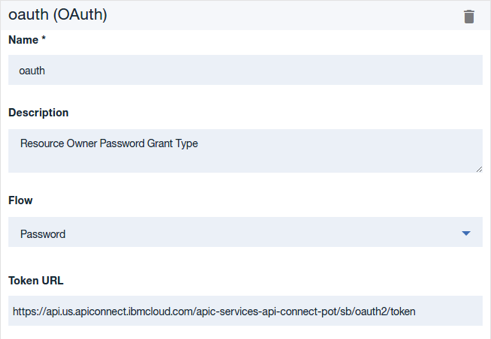 oauth (OAuth)
Name *
oauth
Description
Resource Owner Password Grant Type
Flow
Password
Token URL
https://api.us.apiconnect.ibmcloud.com/apic-services-api-connect-pot/sb/oauth2/token